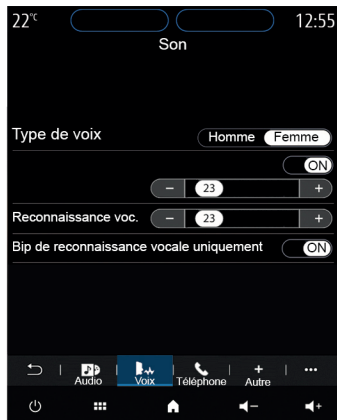 22°C 12:55
Son
Type de voix Homme Femme
ON
− 23 +
Reconnaissance voc. − 23 +
Bip de reconnaissance vocale uniquement ON
Audio Voix Téléphone + Autre •••
− +